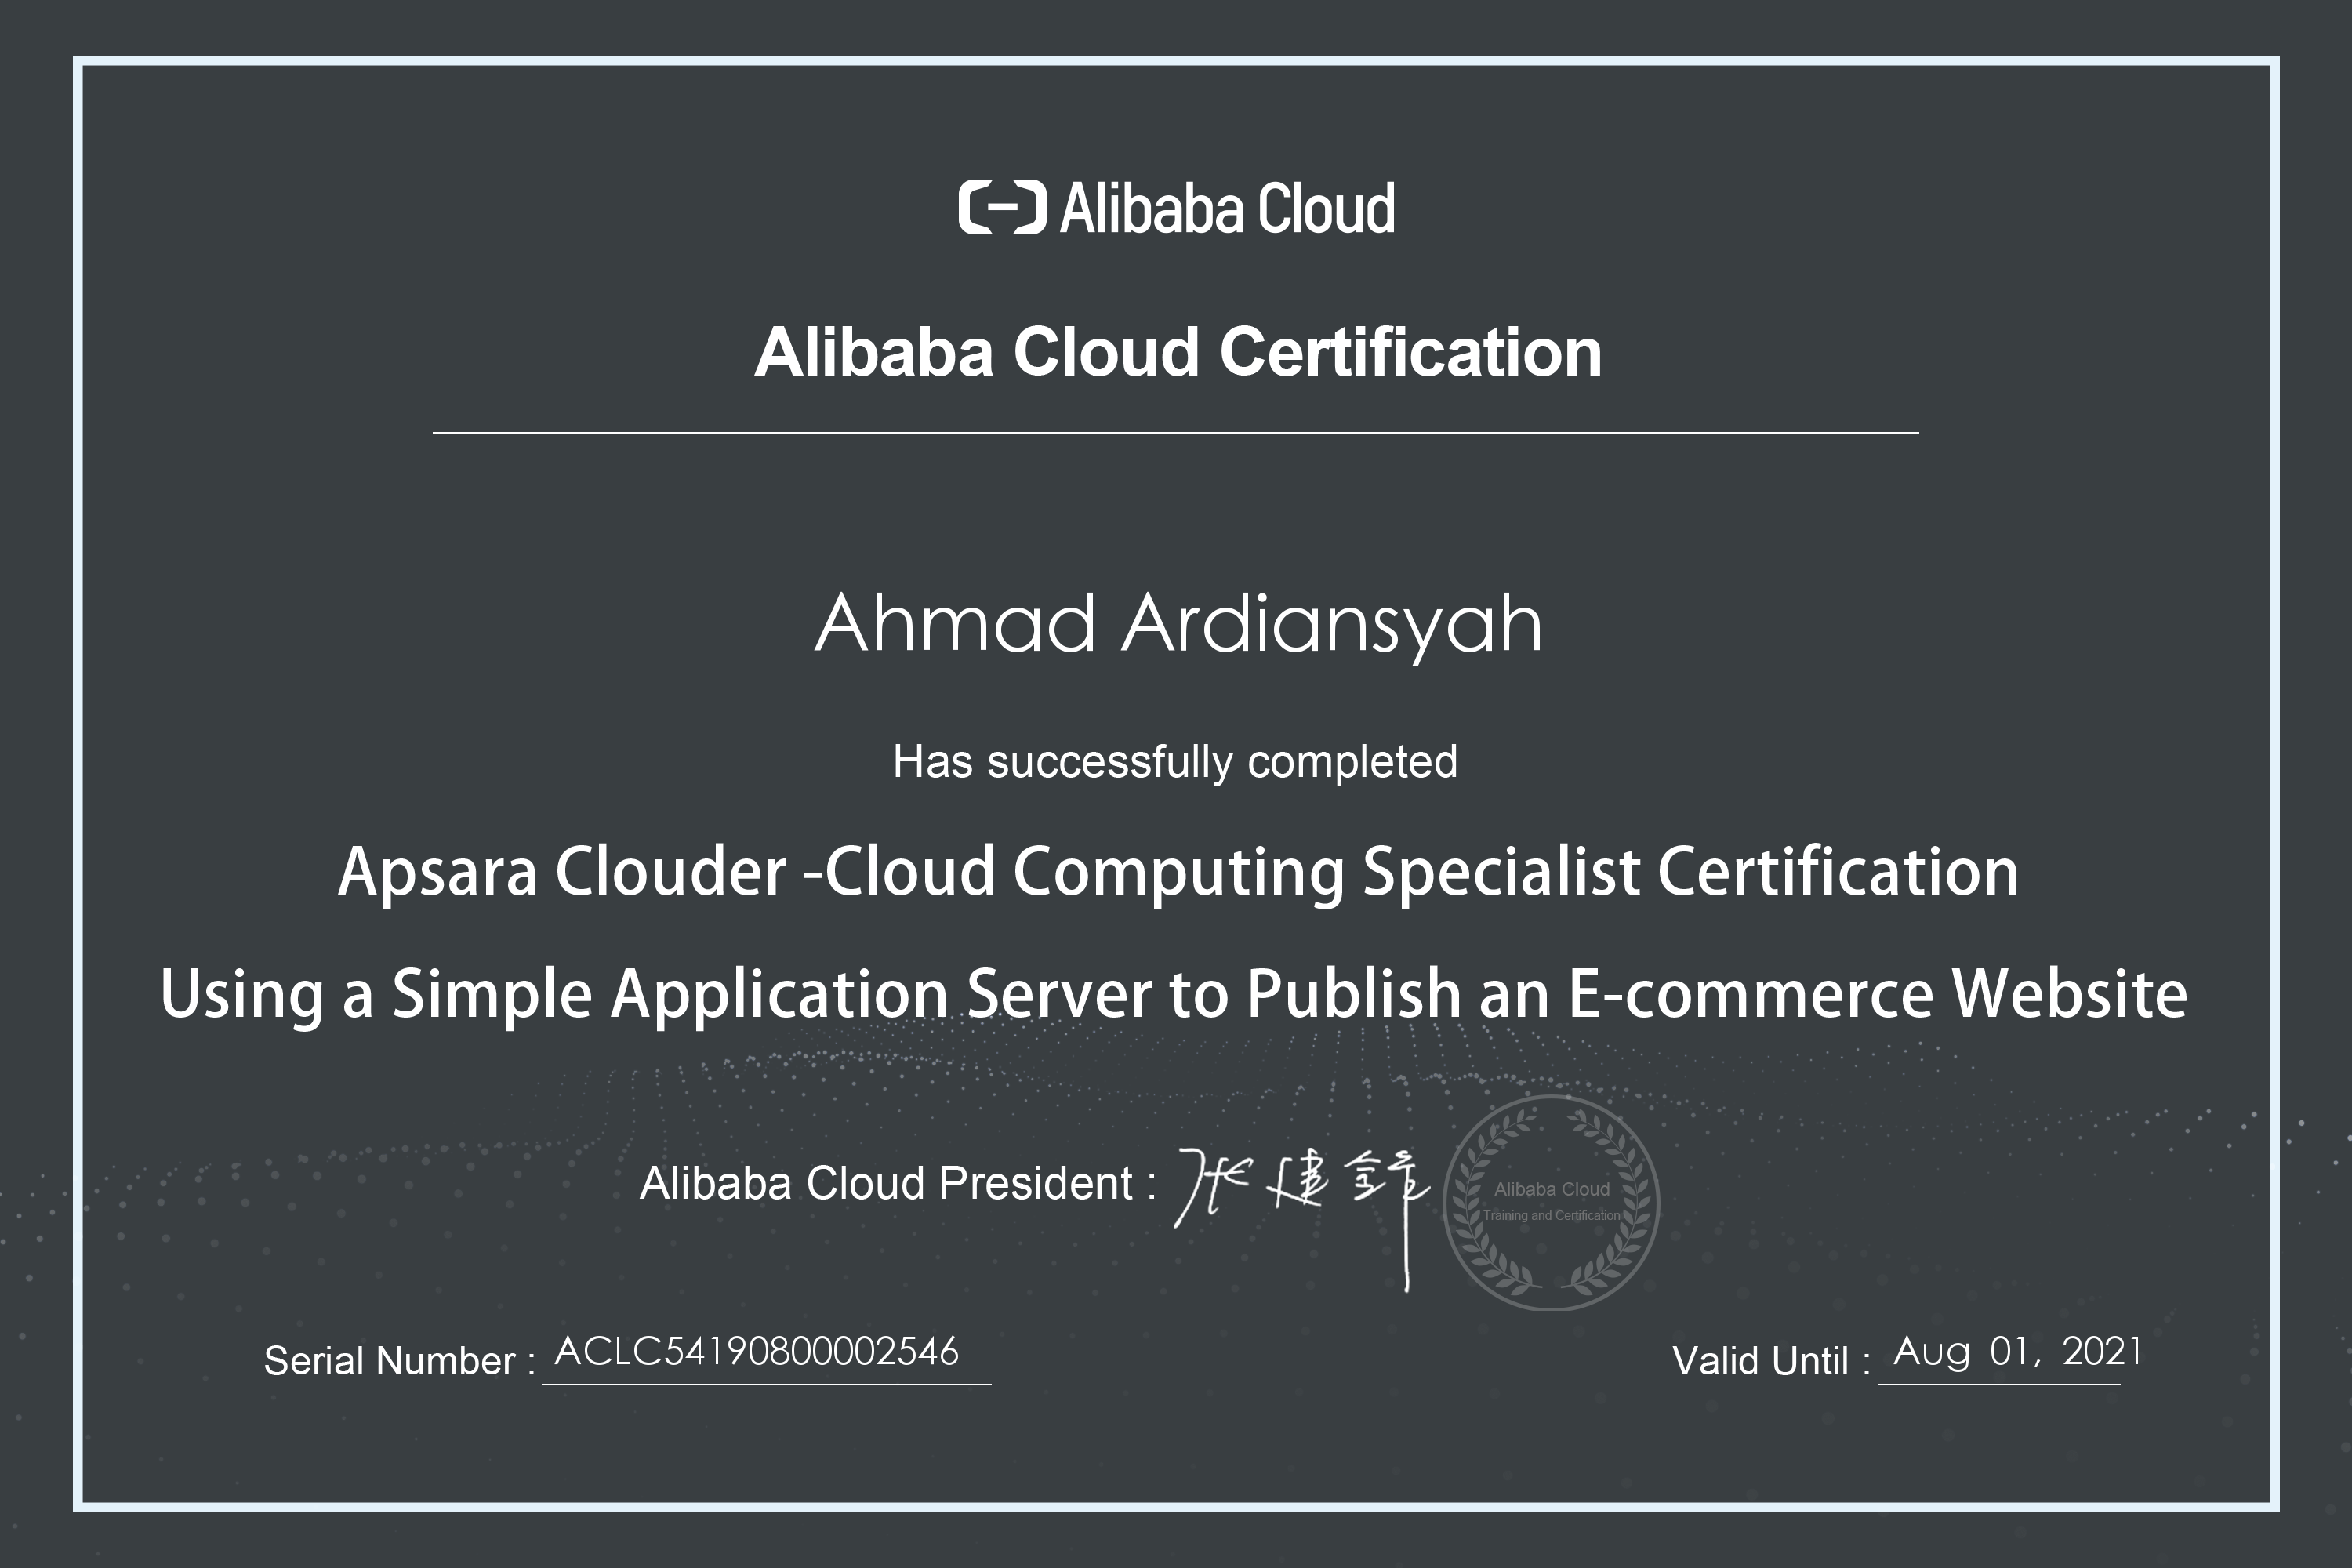 Alibaba Cloud
Alibaba Cloud Certification
Ahmad Ardiansyah
Has successfully completed
Apsara Clouder -Cloud Computing Specialist Certification
Using a Simple Application Server to Publish an E-commerce Website
Alibaba Cloud President : 张建锋
Alibaba Cloud
Training and Certification
Serial Number : ACLC54190800002546
Valid Until : Aug 01, 2021